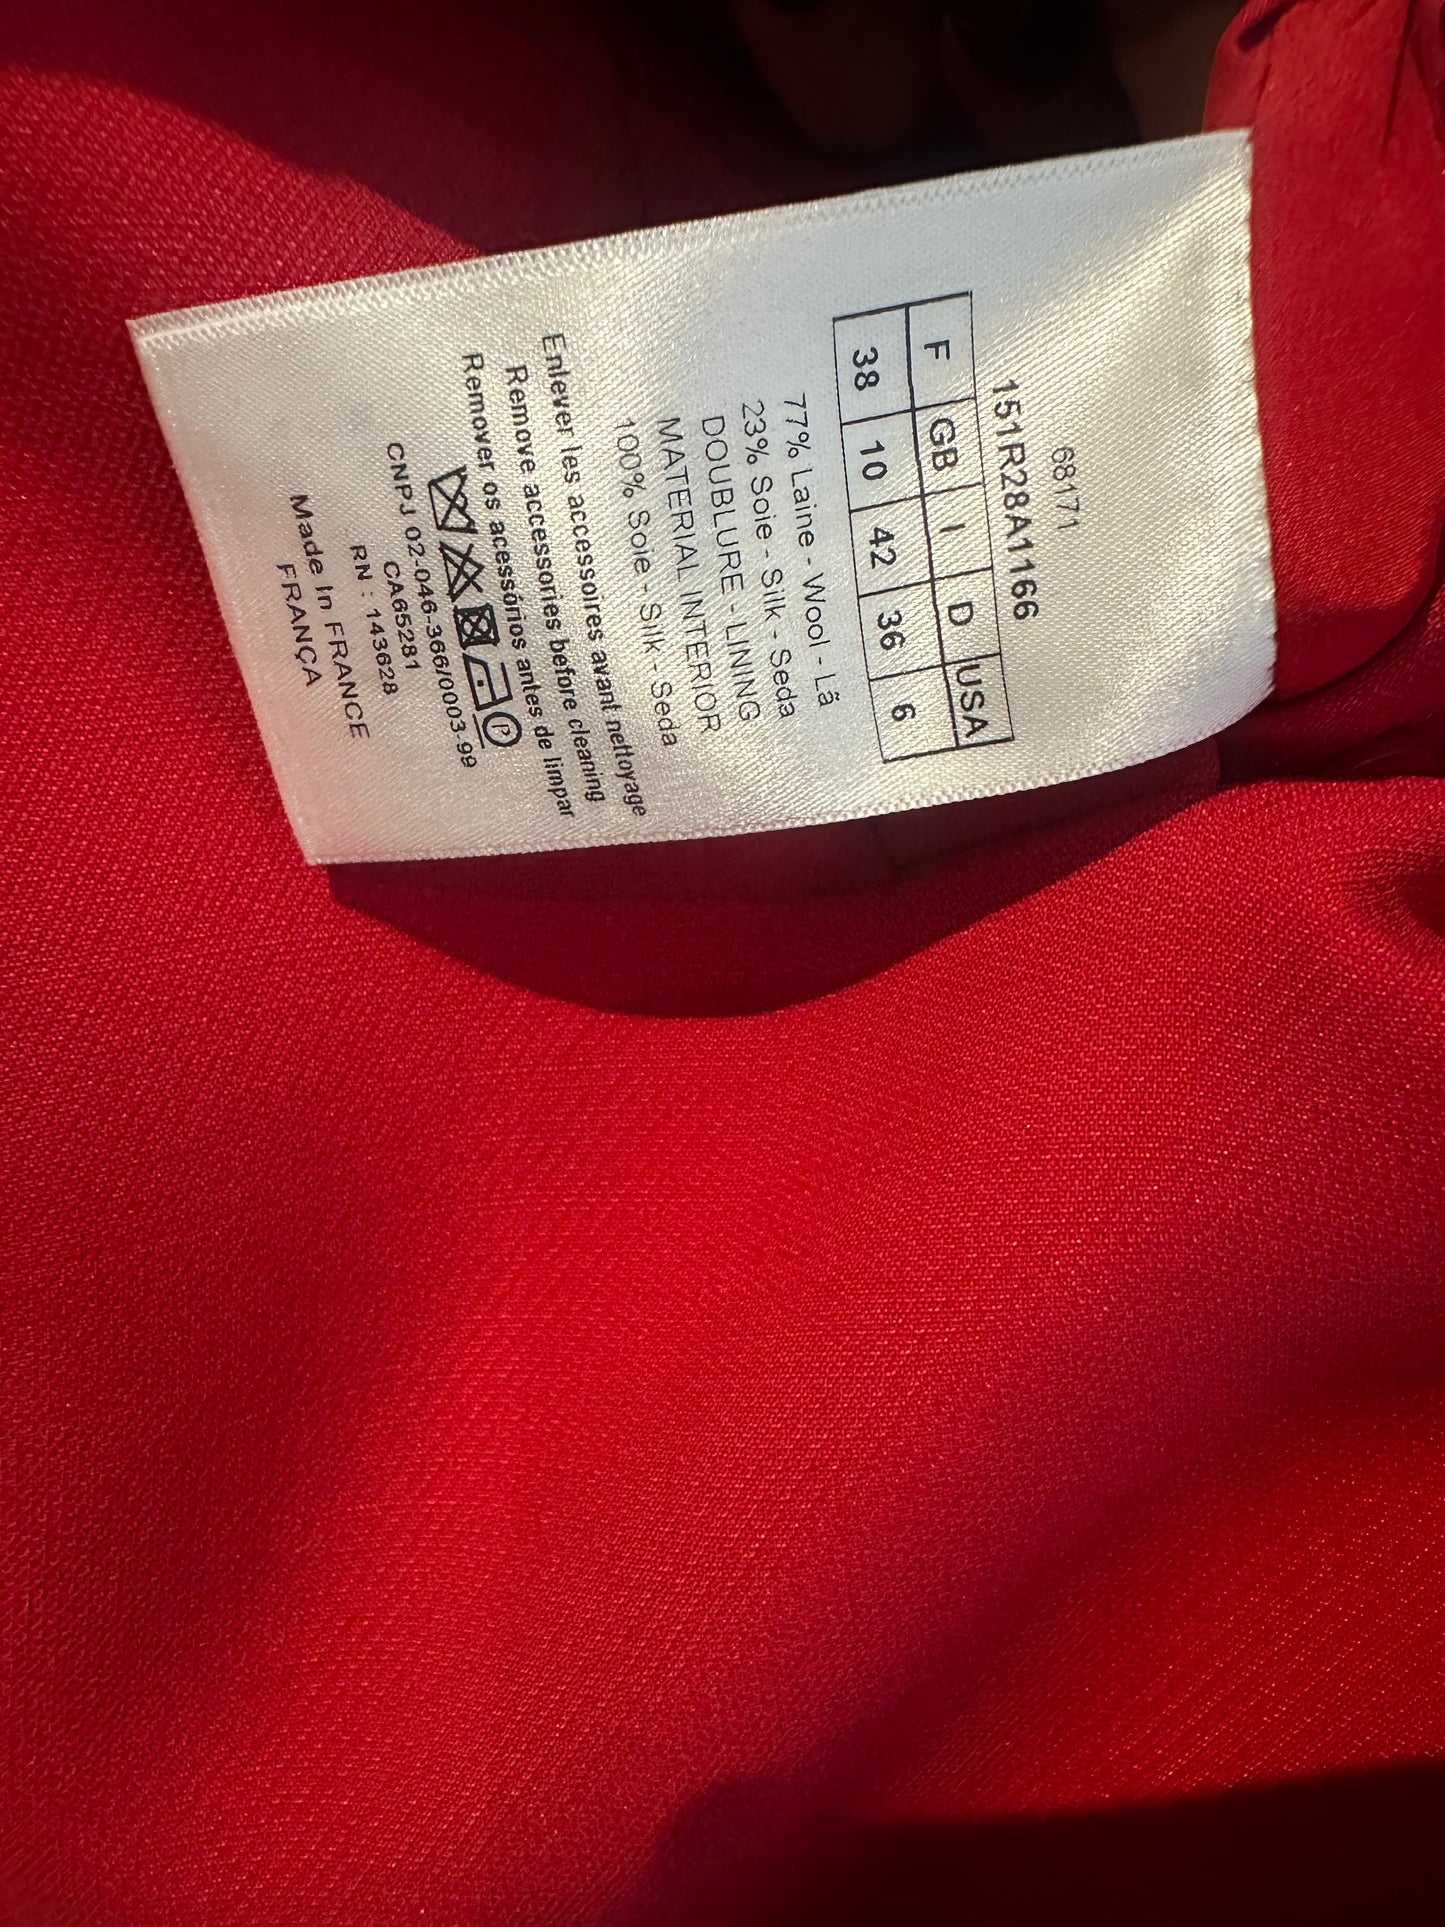 68171
151R28A1166
F GB I D USA
38 10 42 36 6
77% Laine - Wool - Lã
23% Soie - Silk - Seda
DOUBLURE - LINING
MATERIAL INTERIOR
100% Soie - Silk - Seda
Enlever les accessoires avant nettoyage
Remove accessories before cleaning
Remover os acessórios antes de limpar
P
CNPJ 02-046-366/0003-99
CA65281
RN : 143628
Made In FRANCE
FRANÇA